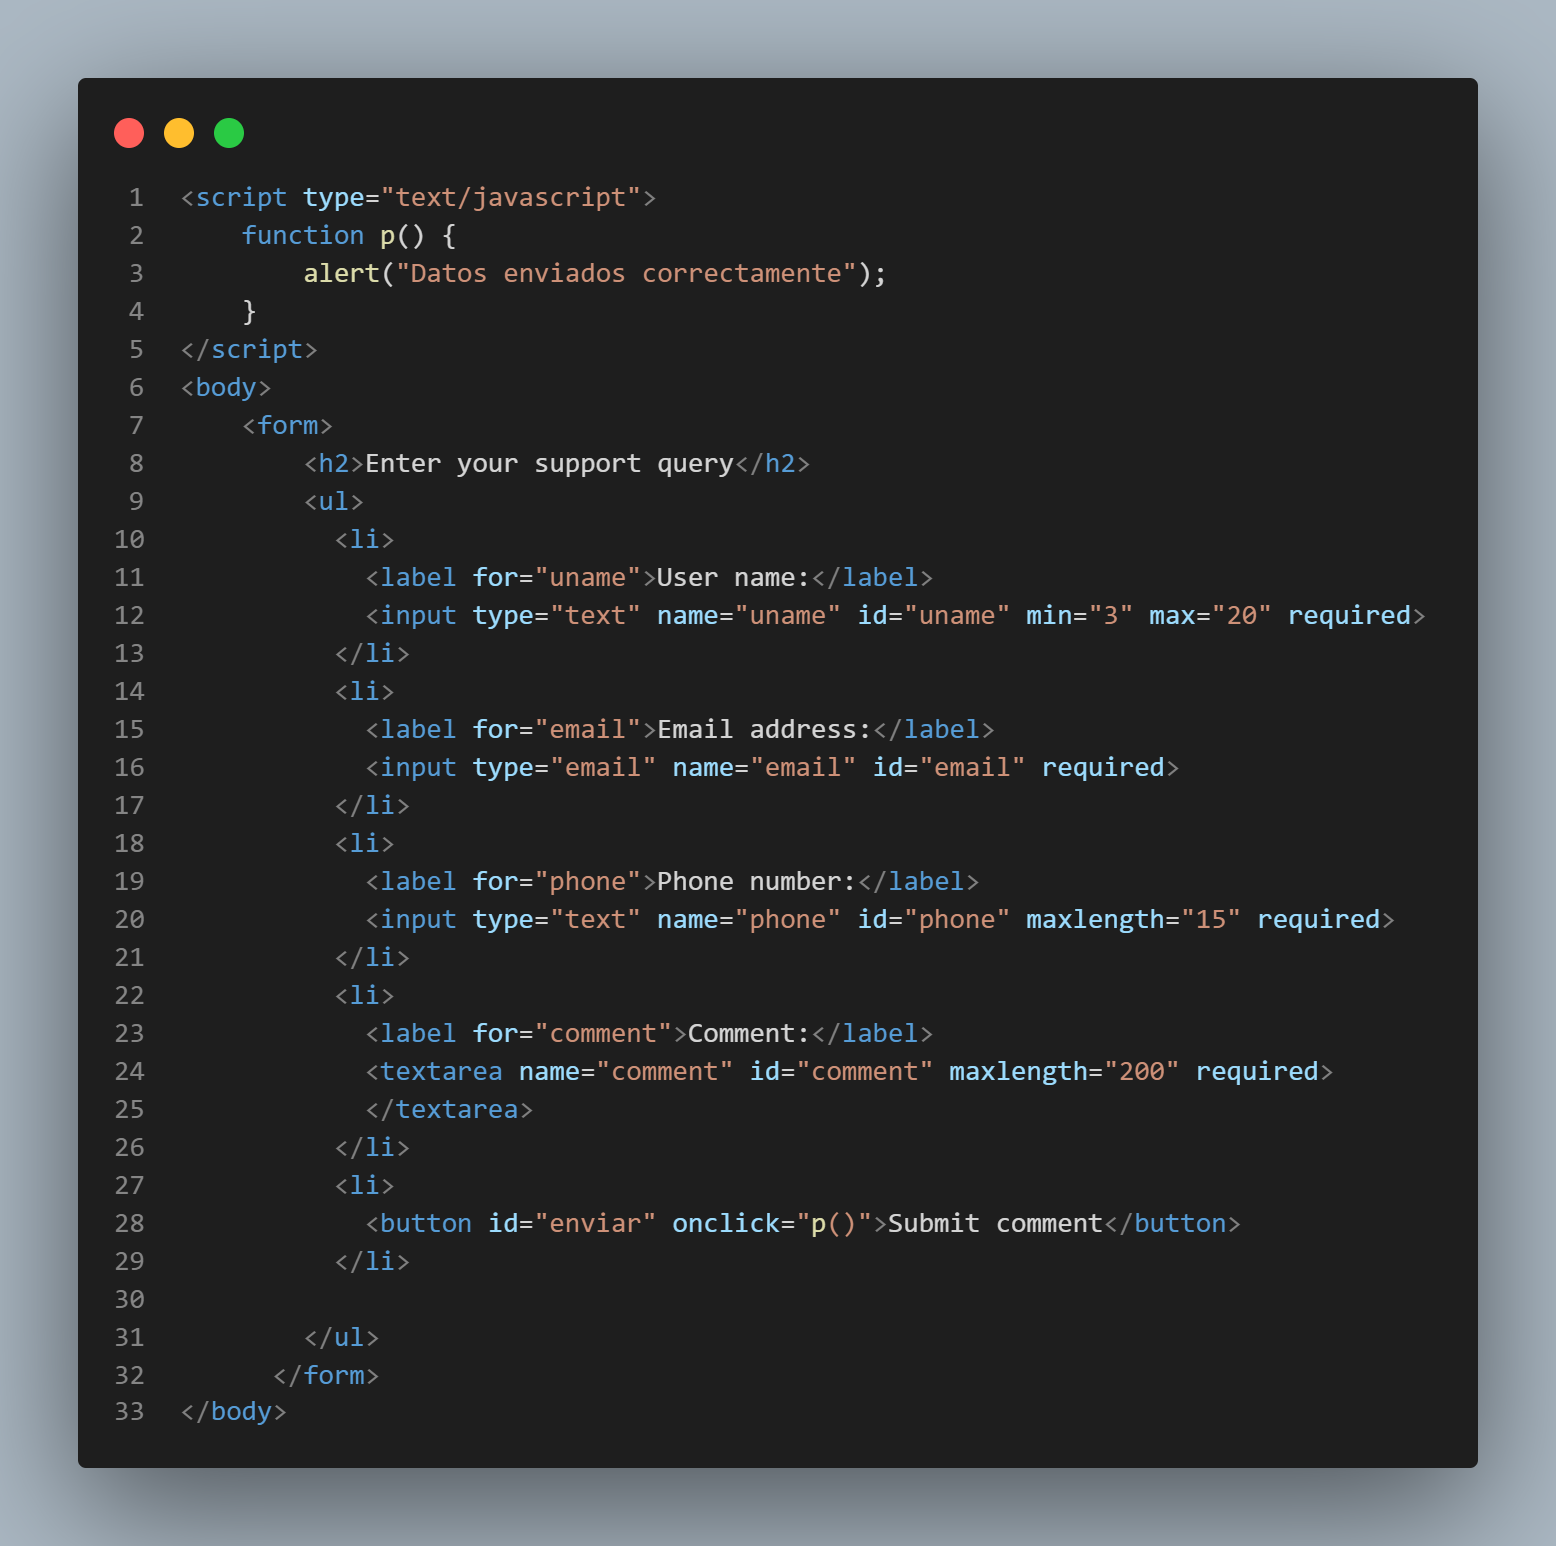 1 <script type="text/javascript">
2     function p() {
3         alert("Datos enviados correctamente");
4     }
5 </script>
6 <body>
7     <form>
8         <h2>Enter your support query</h2>
9         <ul>
10           <li>
11             <label for="uname">User name:</label>
12             <input type="text" name="uname" id="uname" min="3" max="20" required>
13           </li>
14           <li>
15             <label for="email">Email address:</label>
16             <input type="email" name="email" id="email" required>
17           </li>
18           <li>
19             <label for="phone">Phone number:</label>
20             <input type="text" name="phone" id="phone" maxlength="15" required>
21           </li>
22           <li>
23             <label for="comment">Comment:</label>
24             <textarea name="comment" id="comment" maxlength="200" required>
25             </textarea>
26           </li>
27           <li>
28             <button id="enviar" onclick="p()">Submit comment</button>
29           </li>
30
31         </ul>
32       </form>
33 </body>